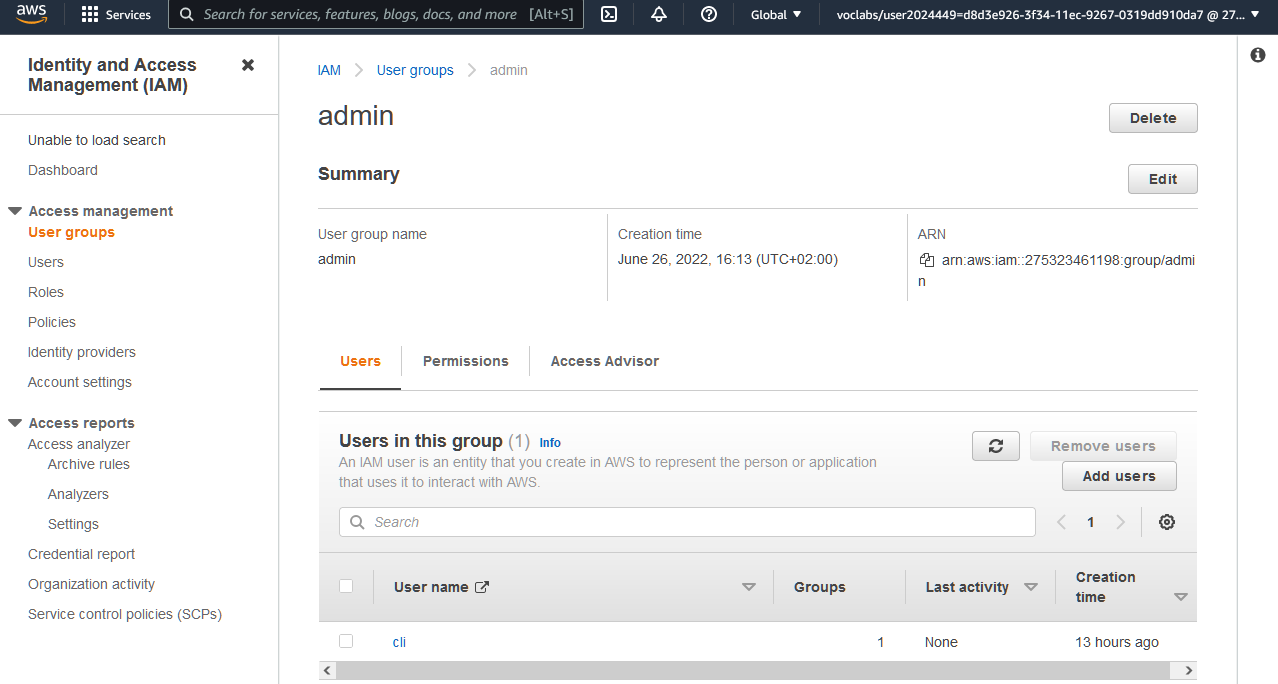 aws
Services
Search for services, features, blogs, docs, and more [Alt+S]
Global
voclabs/user2024449=d8d3e926-3f34-11ec-9267-0319dd910da7 @ 27...
Identity and Access
Management (IAM)
Unable to load search
Dashboard
Access management
User groups
Users
Roles
Policies
Identity providers
Account settings
Access reports
Access analyzer
Archive rules
Analyzers
Settings
Credential report
Organization activity
Service control policies (SCPs)
IAM
User groups
admin
admin
Delete
Summary
Edit
User group name
admin
Creation time
June 26, 2022, 16:13 (UTC+02:00)
ARN
arn:aws:iam::275323461198:group/admi
n
Users
Permissions
Access Advisor
Users in this group (1) Info
An IAM user is an entity that you create in AWS to represent the person or application
that uses it to interact with AWS.
Remove users
Add users
Search
1
User name
Groups
Last activity
Creation
time
cli
1
None
13 hours ago